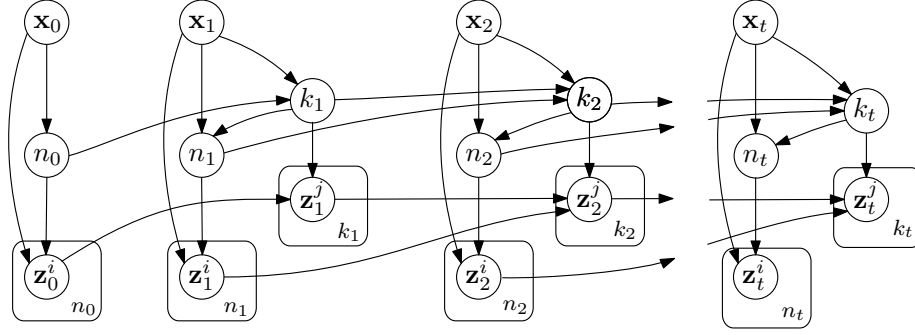 x₀ x₁ x₂ xₜ
k₁ k₂ kₜ
n₀ n₁ n₂ nₜ
z₁ʲ z₂ʲ zₜʲ
k₁ k₂ kₜ
z₀ⁱ z₁ⁱ z₂ⁱ zₜⁱ
n₀ n₁ n₂ nₜ